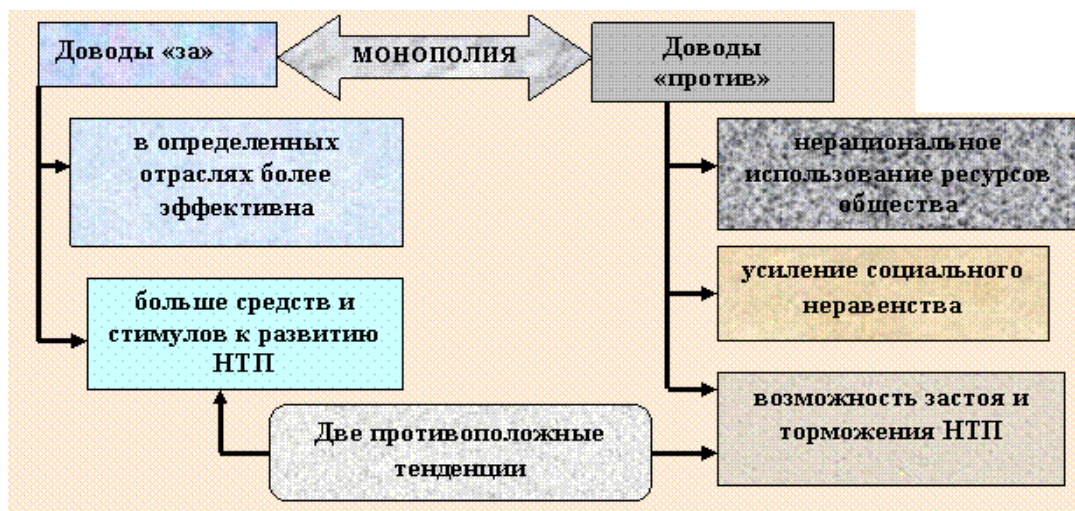 Доводы «за»
МОНОПОЛИЯ
Доводы
«против»
в определенных
отраслях более
эффективна
нерациональное
использование ресурсов
общества
больше средств и
стимулов к развитию
НТП
усиление социального
неравенства
Две противоположные
тенденции
возможность застоя и
торможения НТП